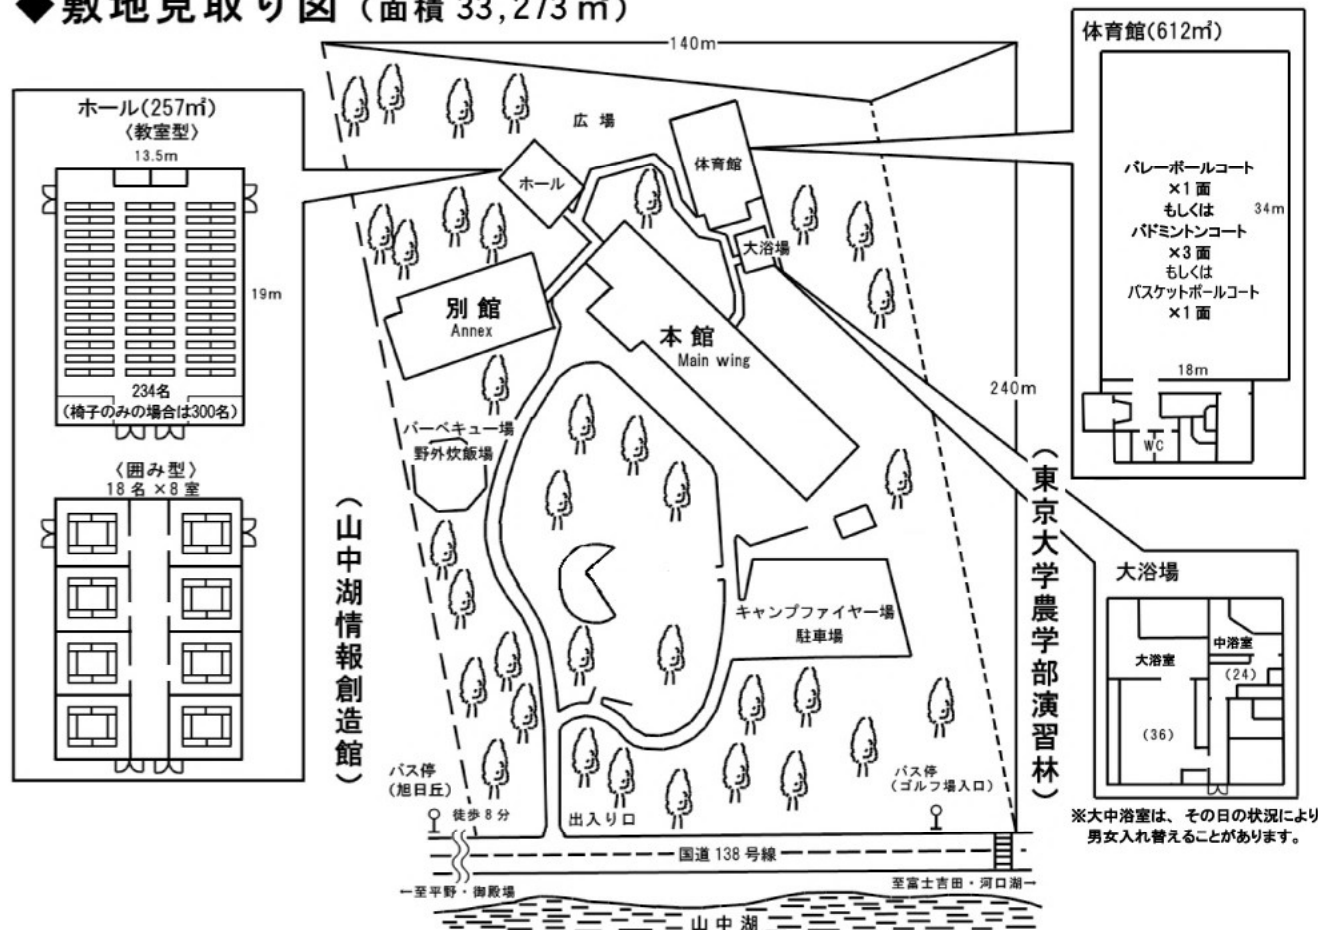 ◆敷地見取り図（面積 33,273 ㎡）
140m
体育館(612㎡)
バレーボールコート
×1 面
もしくは
バドミントンコート
×3 面
もしくは
バスケットボールコート
×1 面
34m
18m
WC
ホール(257㎡)
〈教室型〉
13.5m
19m
234名
(椅子のみの場合は300名)
〈囲み型〉
18 名 ×8 室
広 場
体育館
ホール
大浴場
別 館
Annex
本 館
Main wing
240m
バーベキュー場
野外炊飯場
(山中湖情報創造館)
(東京大学農学部演習林)
キャンプファイヤー場
駐車場
大浴場
大浴室
中浴室
(24)
(36)
※大中浴室は、その日の状況により
男女入れ替えることがあります。
バス停
(旭日丘)
徒歩 8 分
出入り口
バス停
(ゴルフ場入口)
国道 138 号線
←至平野・御殿場
至富士吉田・河口湖→
山 中 湖